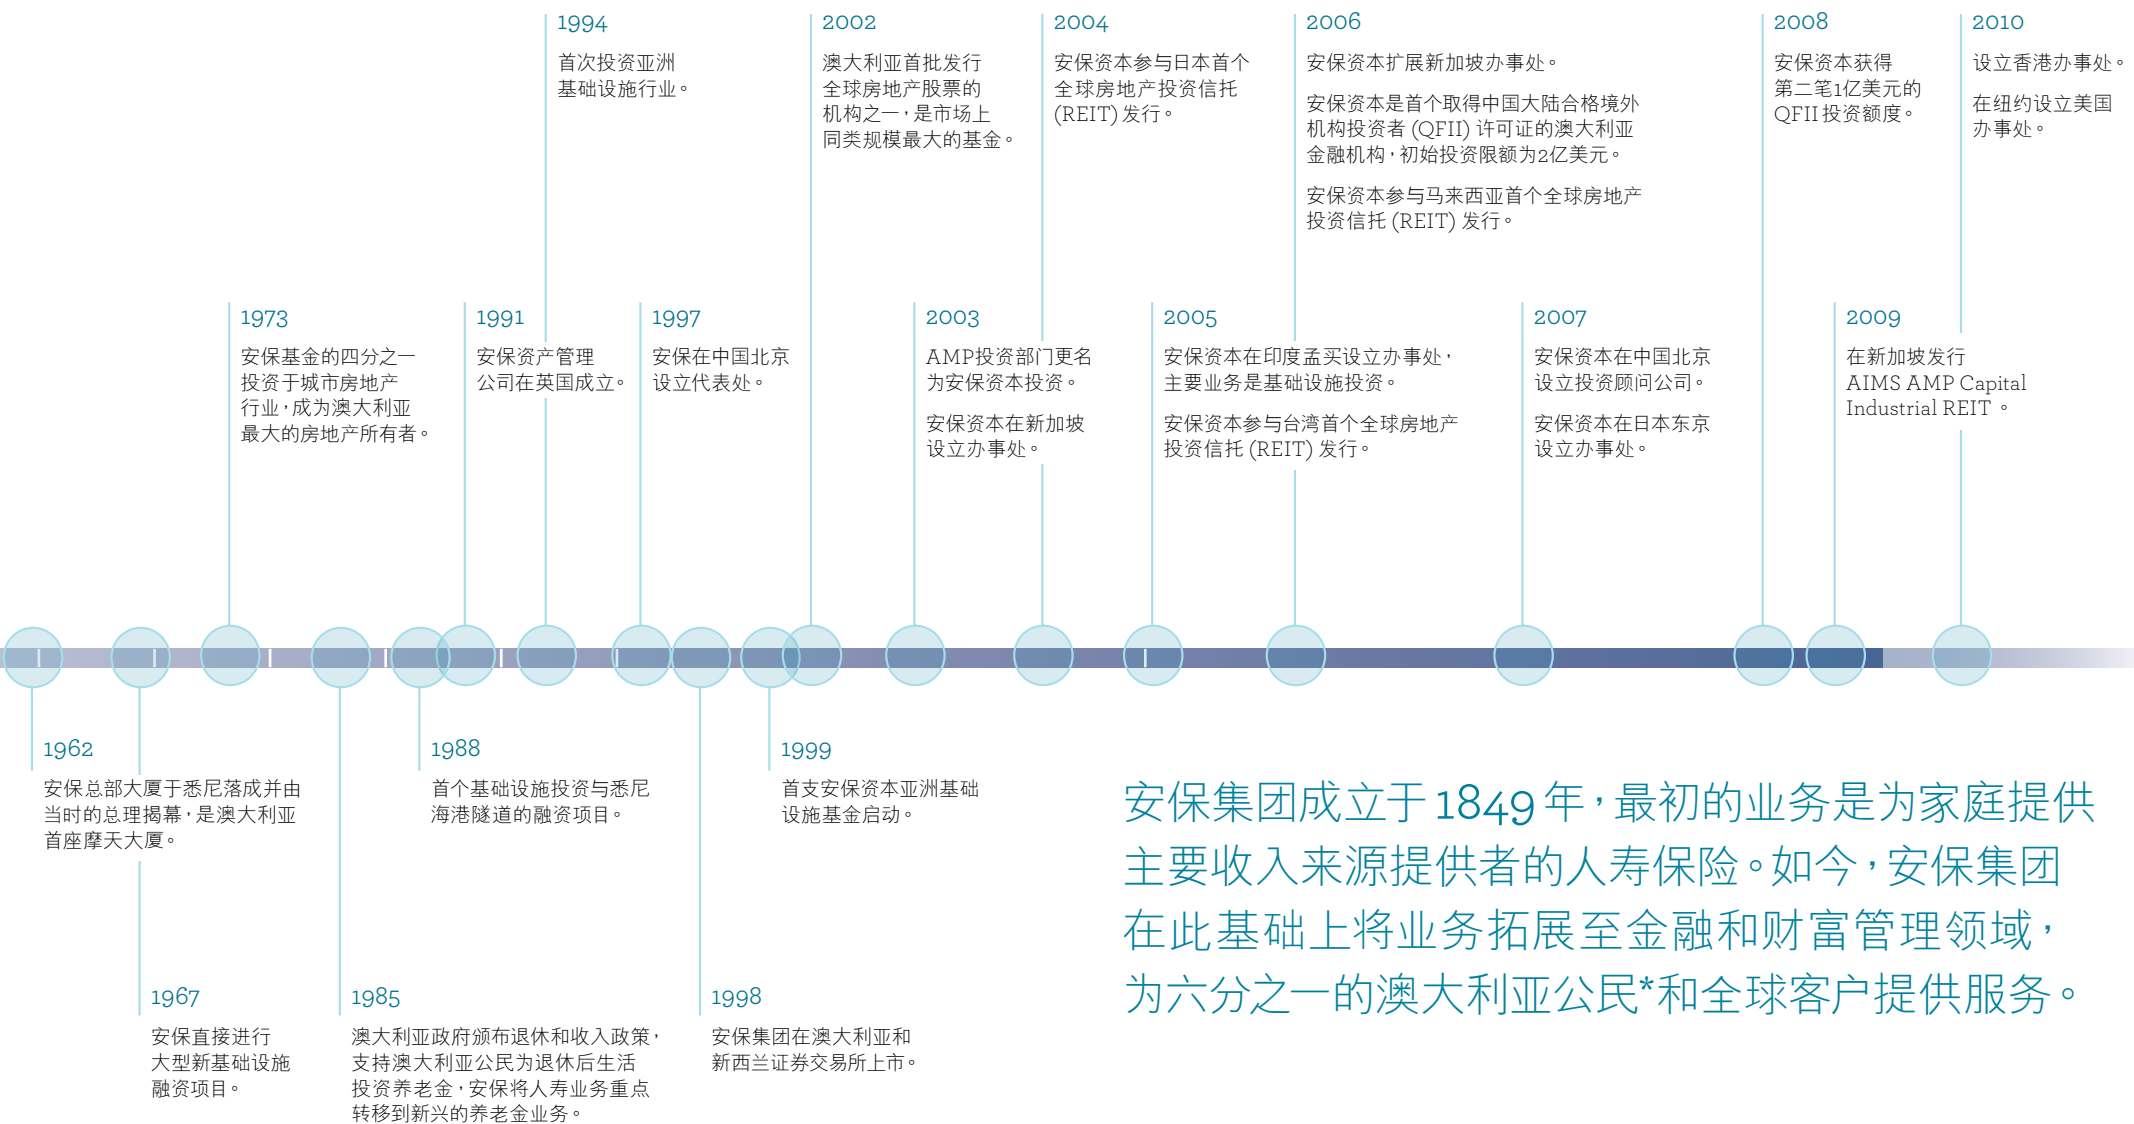 1994
首次投资亚洲
基础设施行业。
2002
澳大利亚首批发行
全球房地产股票的
机构之一，是市场上
同类规模最大的基金。
2004
安保资本参与日本首个
全球房地产投资信托
(REIT) 发行。
2006
安保资本扩展新加坡办事处。
安保资本是首个取得中国大陆合格境外
机构投资者 (QFII) 许可证的澳大利亚
金融机构，初始投资限额为2亿美元。
安保资本参与马来西亚首个全球房地产
投资信托 (REIT) 发行。
2008
安保资本获得
第二笔1亿美元的
QFII 投资额度。
2010
设立香港办事处。
在纽约设立美国
办事处。
1973
安保基金的四分之一
投资于城市房地产
行业，成为澳大利亚
最大的房地产所有者。
1991
安保资产管理
公司在英国成立。
1997
安保在中国北京
设立代表处。
2003
AMP投资部门更名
为安保资本投资。
安保资本在新加坡
设立办事处。
2005
安保资本在印度孟买设立办事处，
主要业务是基础设施投资。
安保资本参与台湾首个全球房地产
投资信托 (REIT) 发行。
2007
安保资本在中国北京
设立投资顾问公司。
安保资本在日本东京
设立办事处。
2009
在新加坡发行
AIMS AMP Capital
Industrial REIT 。
1962
安保总部大厦于悉尼落成并由
当时的总理揭幕，是澳大利亚
首座摩天大厦。
1988
首个基础设施投资与悉尼
海港隧道的融资项目。
1999
首支安保资本亚洲基础
设施基金启动。
1967
安保直接进行
大型新基础设施
融资项目。
1985
澳大利亚政府颁布退休和收入政策，
支持澳大利亚公民为退休后生活
投资养老金，安保将人寿业务重点
转移到新兴的养老金业务。
1998
安保集团在澳大利亚和
新西兰证券交易所上市。
安保集团成立于 1849 年，最初的业务是为家庭提供
主要收入来源提供者的人寿保险。如今，安保集团
在此基础上将业务拓展至金融和财富管理领域，
为六分之一的澳大利亚公民*和全球客户提供服务。